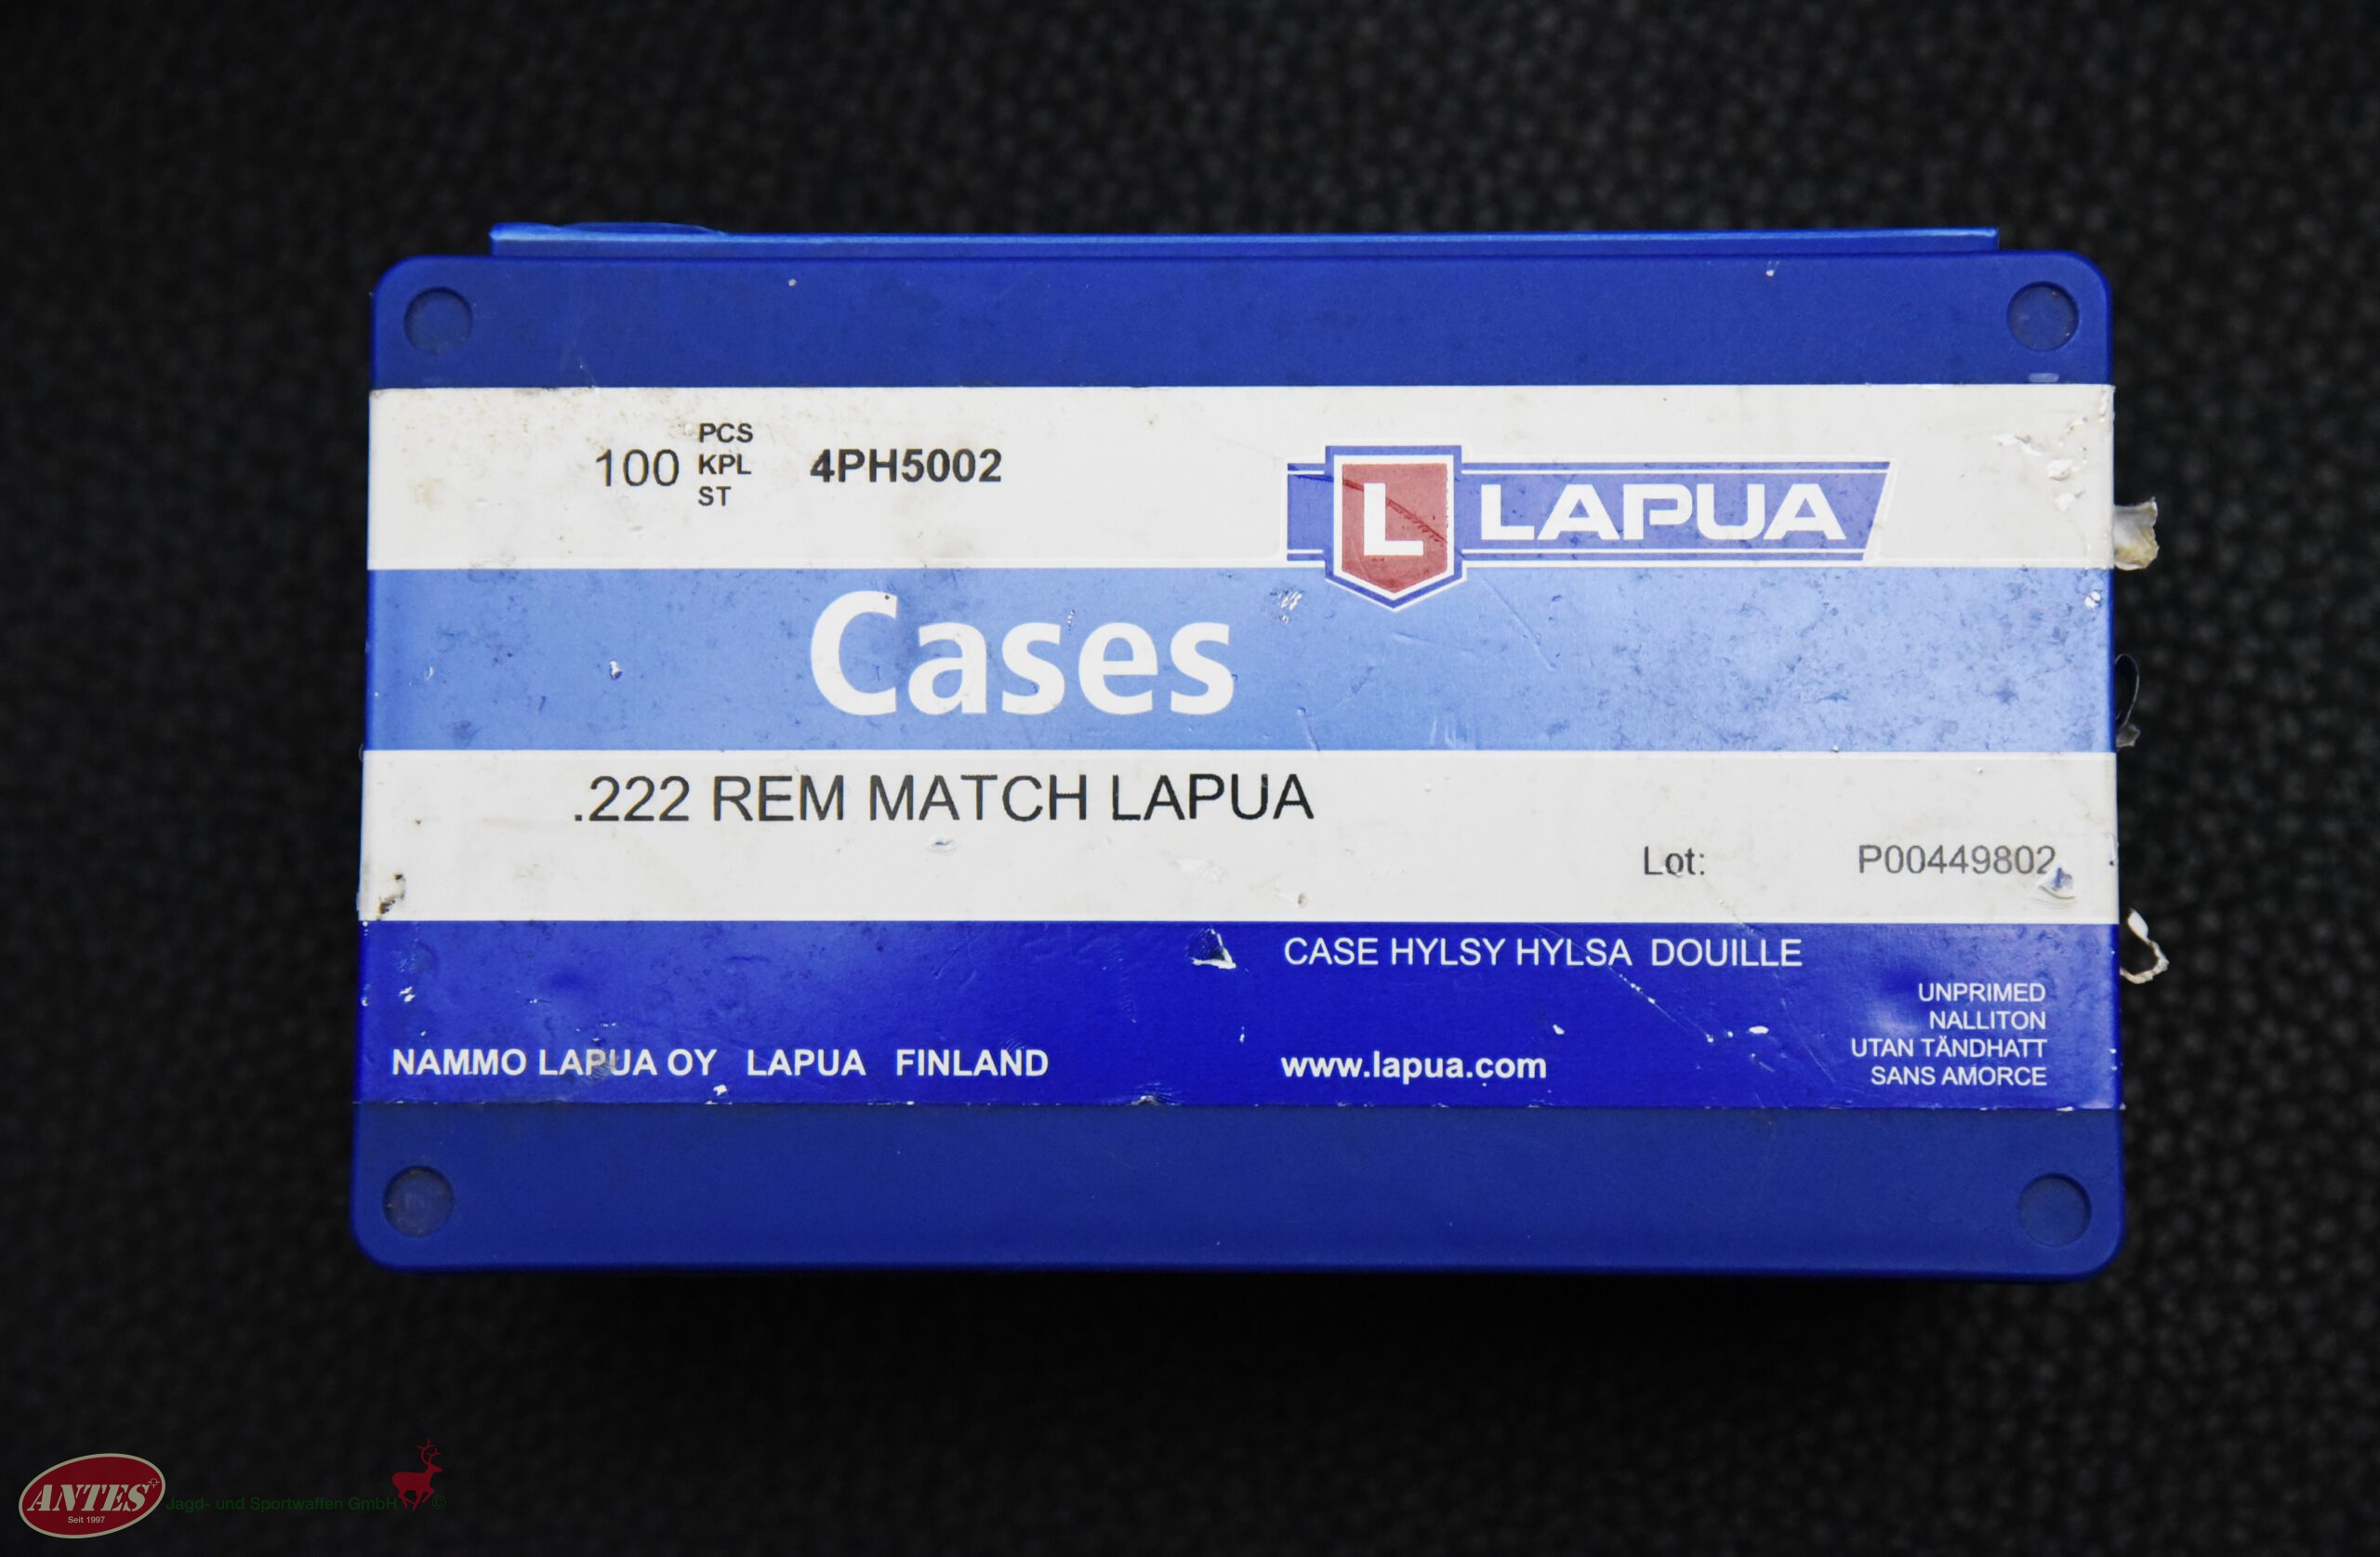 100 PCS
KPL
ST
4PH5002
L LAPUA
Cases
.222 REM MATCH LAPUA
Lot: P00449802
CASE HYLSY HYLSA DOUILLE
UNPRIMED
NALLITON
UTAN TÄNDHATT
SANS AMORCE
NAMMO LAPUA OY LAPUA FINLAND
www.lapua.com
ANTES
Seit 1997
Jagd- und Sportwaffen GmbH ©